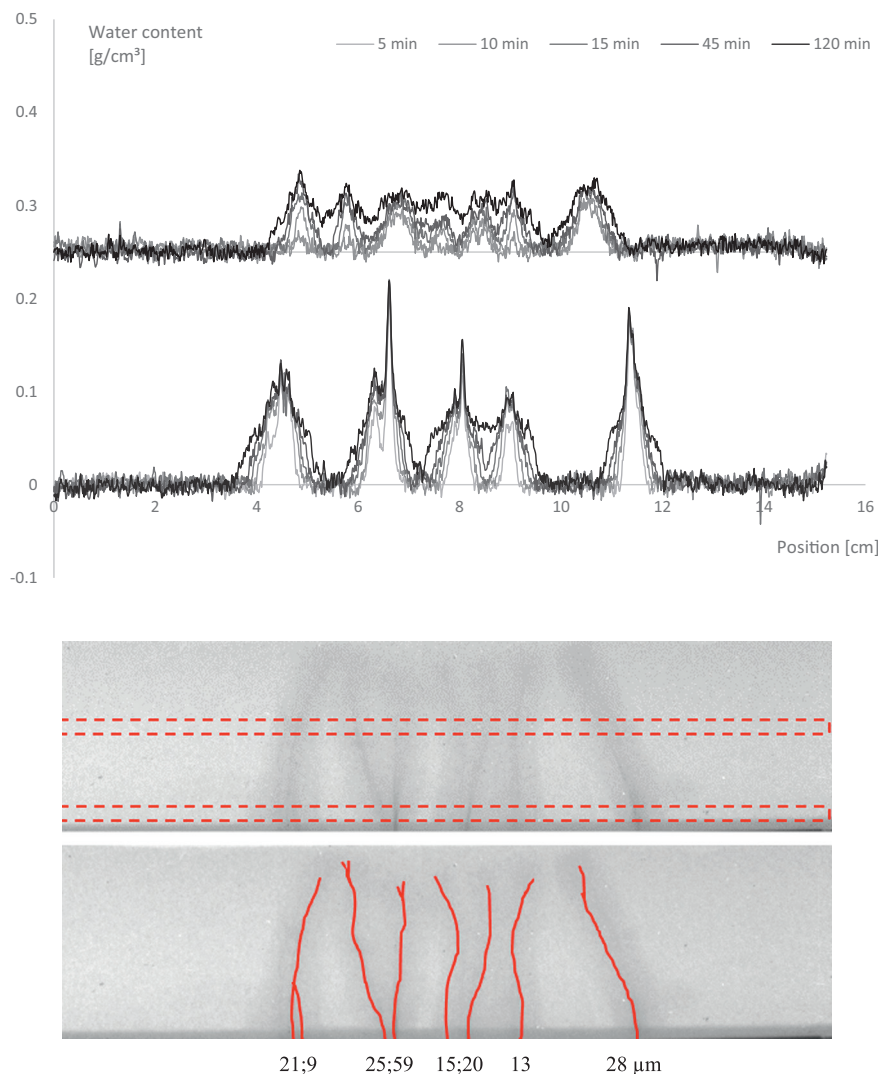 0.5
Water content
[g/cm³]
5 min 10 min 15 min 45 min 120 min
0.4
0.3
0.2
0.1
0
0 2 4 6 8 10 12 14 16
Position [cm]
-0.1
21;9 25;59 15;20 13 28 µm